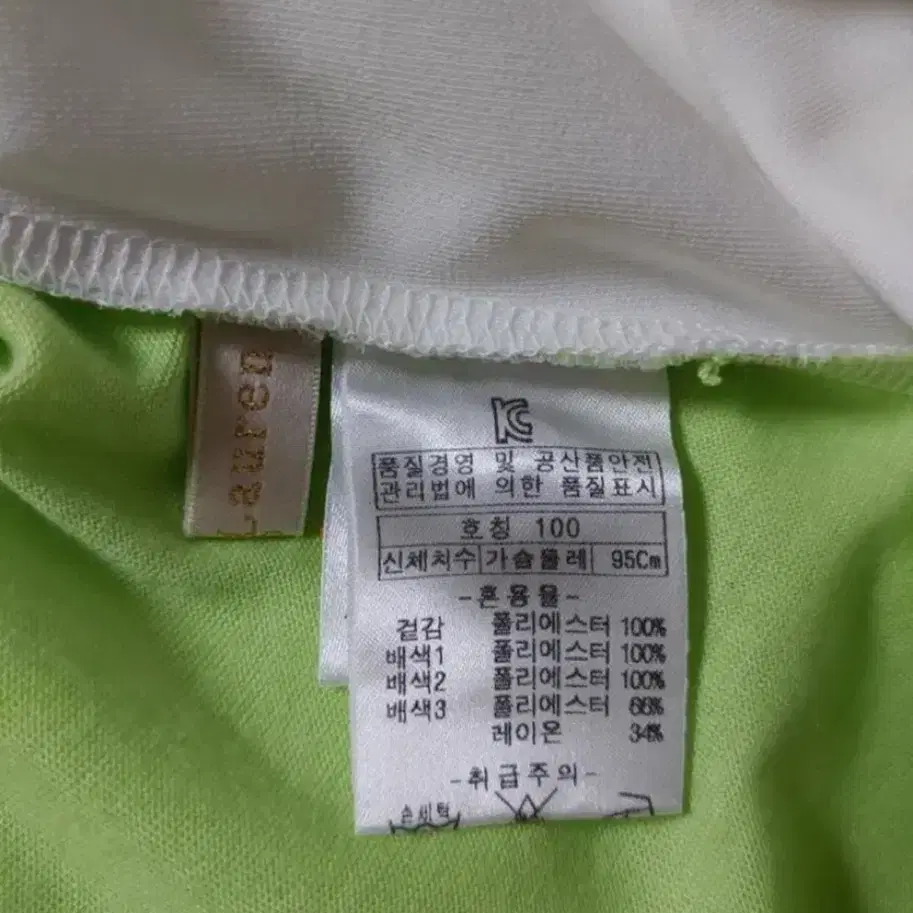 Laurea
KC
품질경영 및 공산품안전
관리법에 의한 품질표시
호칭 100
신체치수 가슴둘레 95Cm
-혼용율-
겉감 폴리에스터 100%
배색1 폴리에스터 100%
배색2 폴리에스터 100%
배색3 폴리에스터 66%
레이온 34%
-취급주의-
손세탁